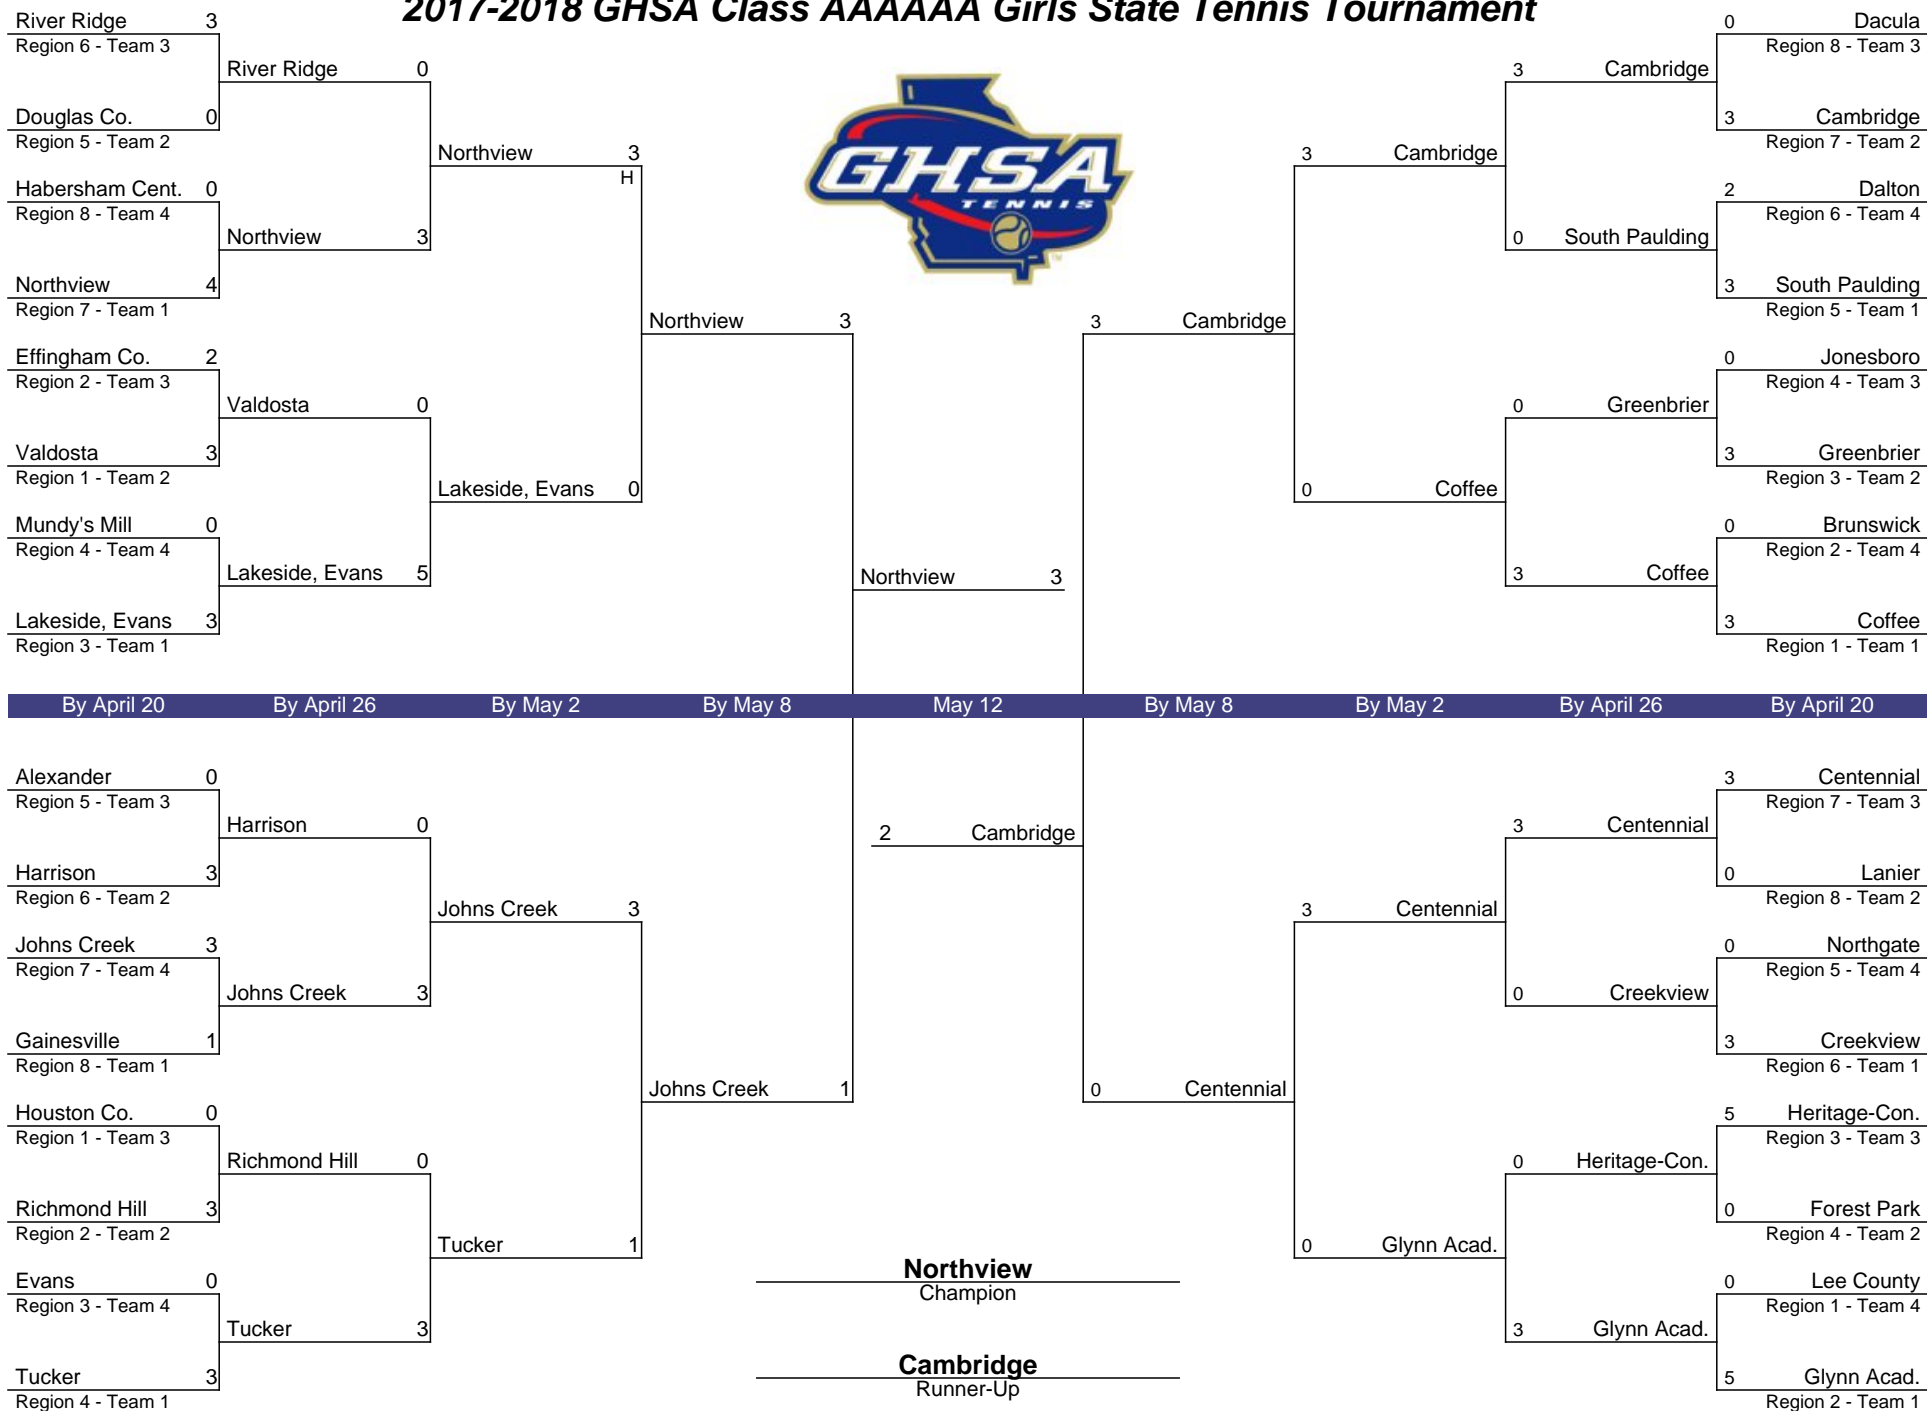 2017-2018 GHSA Class AAAAAA Girls State Tennis Tournament
River Ridge 3
Region 6 - Team 3
Douglas Co. 0
Region 5 - Team 2
Habersham Cent. 0
Region 8 - Team 4
Northview 4
Region 7 - Team 1
Effingham Co. 2
Region 2 - Team 3
Valdosta 3
Region 1 - Team 2
Mundy's Mill 0
Region 4 - Team 4
Lakeside, Evans 3
Region 3 - Team 1
River Ridge 0
Northview 3
Valdosta 0
Lakeside, Evans 5
Northview 3
H
Lakeside, Evans 0
Northview 3
Northview 3
GHSA
TENNIS
TM
3 Cambridge
3 Cambridge
0 Coffee
3 Cambridge
0 South Paulding
0 Greenbrier
3 Coffee
0 Dacula
Region 8 - Team 3
3 Cambridge
Region 7 - Team 2
2 Dalton
Region 6 - Team 4
3 South Paulding
Region 5 - Team 1
0 Jonesboro
Region 4 - Team 3
3 Greenbrier
Region 3 - Team 2
0 Brunswick
Region 2 - Team 4
3 Coffee
Region 1 - Team 1
By April 20 By April 26 By May 2 By May 8 May 12 By May 8 By May 2 By April 26 By April 20
Alexander 0
Region 5 - Team 3
Harrison 3
Region 6 - Team 2
Johns Creek 3
Region 7 - Team 4
Gainesville 1
Region 8 - Team 1
Houston Co. 0
Region 1 - Team 3
Richmond Hill 3
Region 2 - Team 2
Evans 0
Region 3 - Team 4
Tucker 3
Region 4 - Team 1
Harrison 0
Johns Creek 3
Richmond Hill 0
Tucker 3
Johns Creek 3
Tucker 1
Johns Creek 1
2 Cambridge
0 Centennial
3 Centennial
0 Glynn Acad.
3 Centennial
0 Creekview
0 Heritage-Con.
3 Glynn Acad.
3 Centennial
Region 7 - Team 3
0 Lanier
Region 8 - Team 2
0 Northgate
Region 5 - Team 4
3 Creekview
Region 6 - Team 1
5 Heritage-Con.
Region 3 - Team 3
0 Forest Park
Region 4 - Team 2
0 Lee County
Region 1 - Team 4
5 Glynn Acad.
Region 2 - Team 1
Northview
Champion
Cambridge
Runner-Up